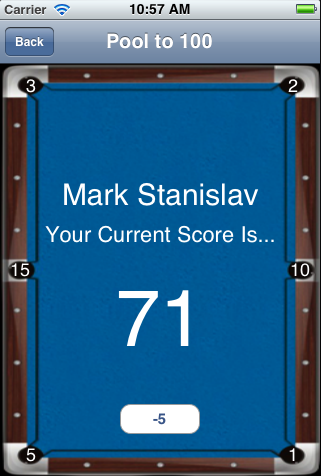 Carrier 10:57 AM
Back Pool to 100
3 2
Mark Stanislav
Your Current Score Is...
15 10
71
-5
5 1